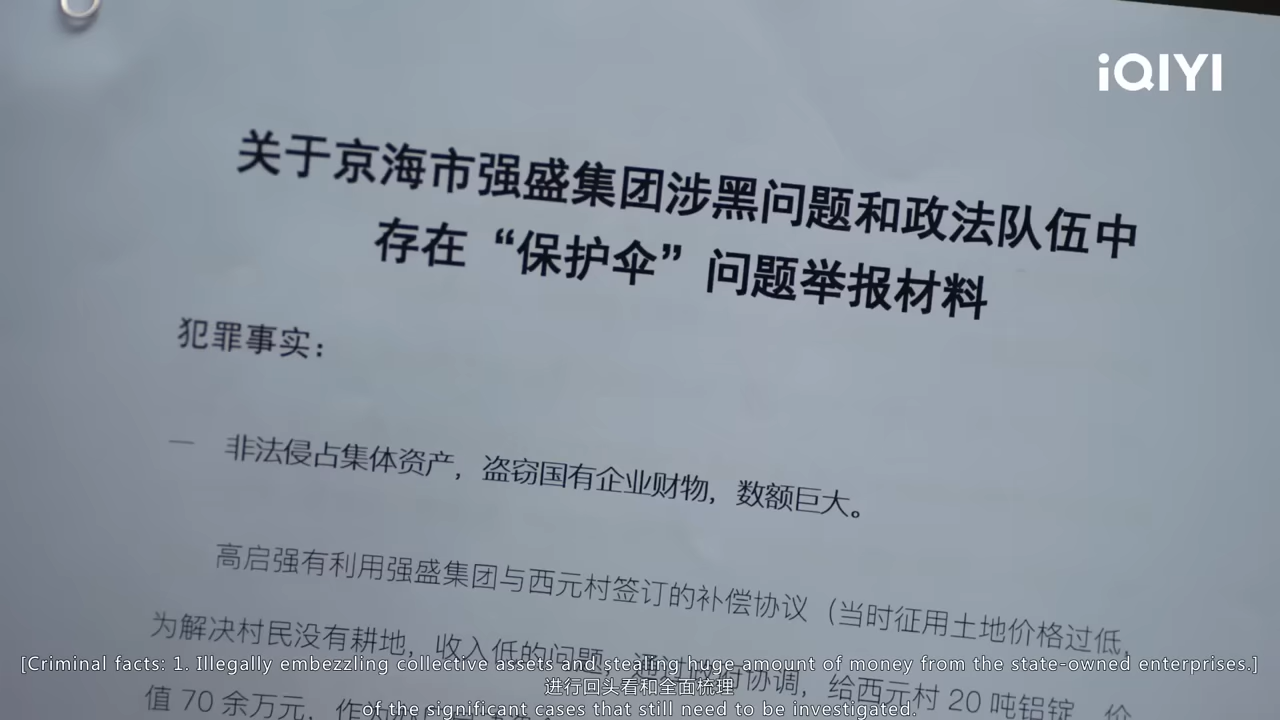 iQIYI
关于京海市强盛集团涉黑问题和政法队伍中
存在“保护伞”问题举报材料
犯罪事实：
一 非法侵占集体资产，盗窃国有企业财物，数额巨大。
高启强有利用强盛集团与西元村签订的补偿协议（当时征用土地价格过低，
为解决村民没有耕地，收入低的问题，通过 协调，给西元村 20 吨铝锭，价
值 70 余万元，作
[Criminal facts: 1. Illegally embezzling collective assets and stealing huge amount of money from the state-owned enterprises.]
进行回头看和全面梳理
of the significant cases that still need to be investigated.